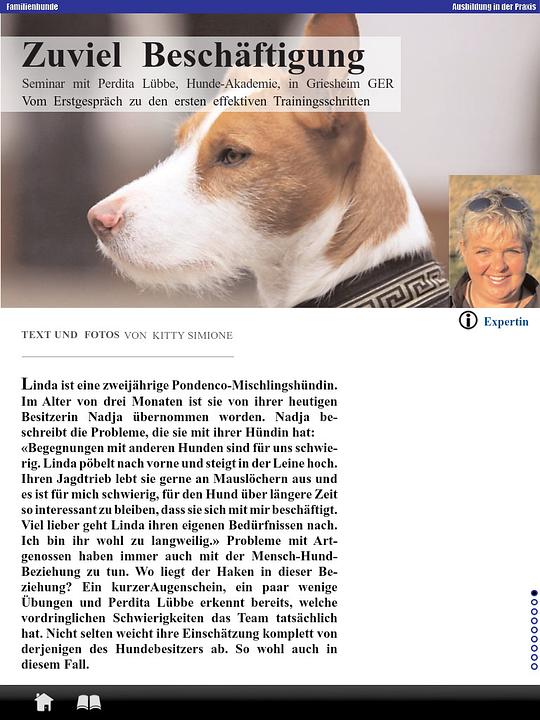 Familienhunde
Ausbildung in der Praxis
Zuviel Beschäftigung
Seminar mit Perdita Lübbe, Hunde-Akademie, in Griesheim GER
Vom Erstgespräch zu den ersten effektiven Trainingsschritten
i Expertin
TEXT UND FOTOS VON KITTY SIMIONE
Linda ist eine zweijährige Pondenco-Mischlingshündin.
Im Alter von drei Monaten ist sie von ihrer heutigen
Besitzerin Nadja übernommen worden. Nadja be-
schreibt die Probleme, die sie mit ihrer Hündin hat:
«Begegnungen mit anderen Hunden sind für uns schwie-
rig. Linda pöbelt nach vorne und steigt in der Leine hoch.
Ihren Jagdtrieb lebt sie gerne an Mauslöchern aus und
es ist für mich schwierig, für den Hund über längere Zeit
so interessant zu bleiben, dass sie sich mit mir beschäftigt.
Viel lieber geht Linda ihren eigenen Bedürfnissen nach.
Ich bin ihr wohl zu langweilig.» Probleme mit Art-
genossen haben immer auch mit der Mensch-Hund-
Beziehung zu tun. Wo liegt der Haken in dieser Be-
ziehung? Ein kurzerAugenschein, ein paar wenige
Übungen und Perdita Lübbe erkennt bereits, welche
vordringlichen Schwierigkeiten das Team tatsächlich
hat. Nicht selten weicht ihre Einschätzung komplett von
derjenigen des Hundebesitzers ab. So wohl auch in
diesem Fall.